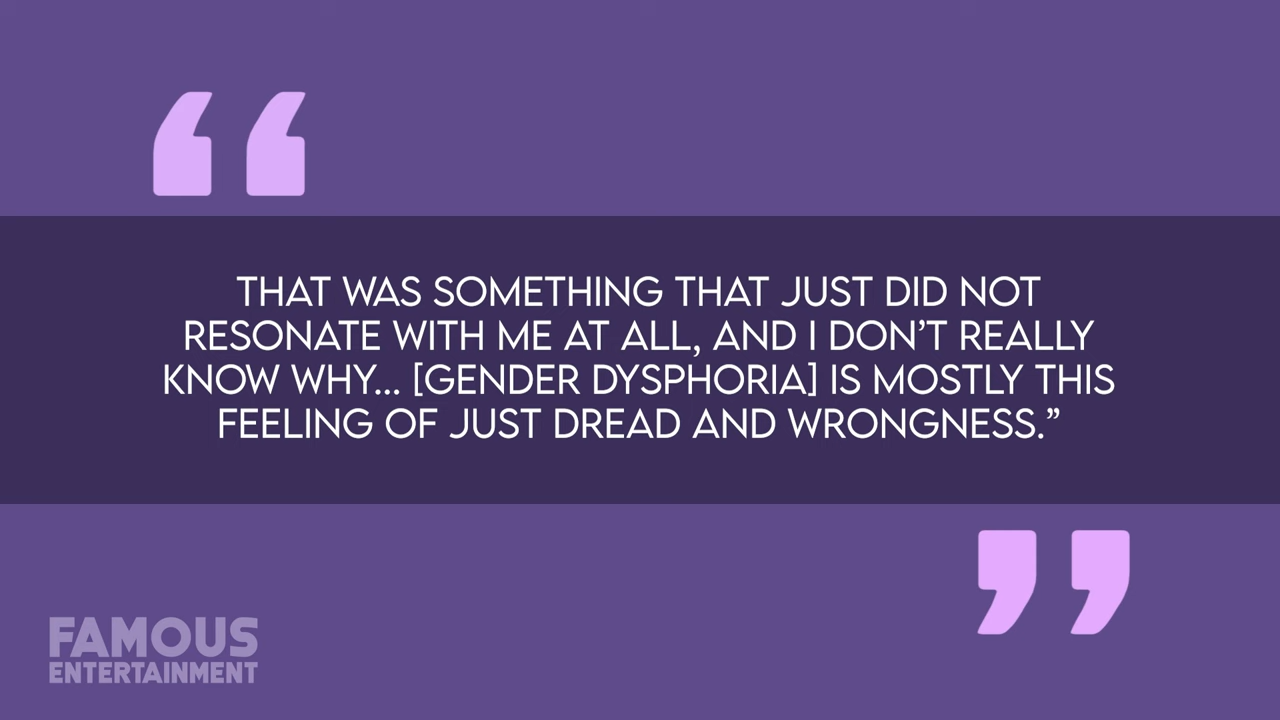 THAT WAS SOMETHING THAT JUST DID NOT
RESONATE WITH ME AT ALL, AND I DON’T REALLY
KNOW WHY... [GENDER DYSPHORIA] IS MOSTLY THIS
FEELING OF JUST DREAD AND WRONGNESS.”
FAMOUS
ENTERTAINMENT